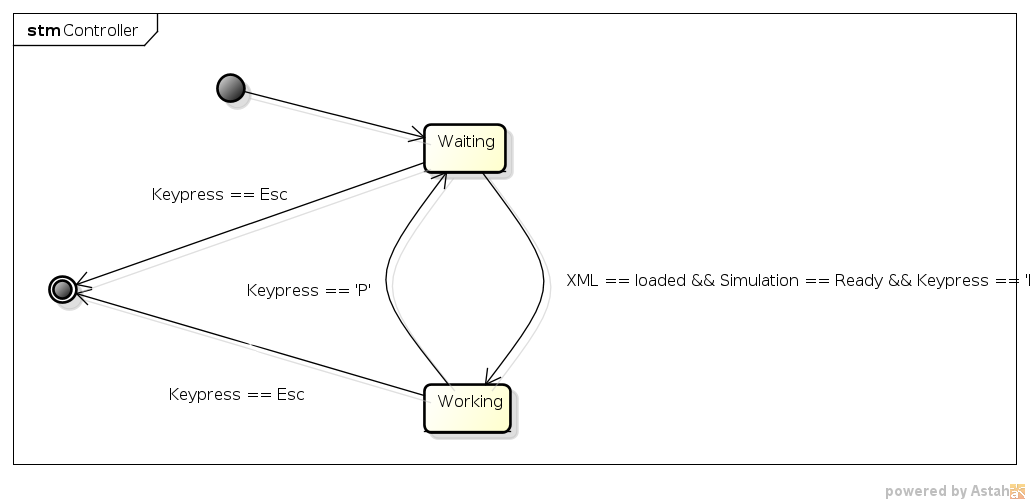 stm Controller
Waiting
Keypress == Esc
XML == loaded && Simulation == Ready && Keypress == '
Keypress == 'P'
Keypress == Esc
Working
powered by Astah